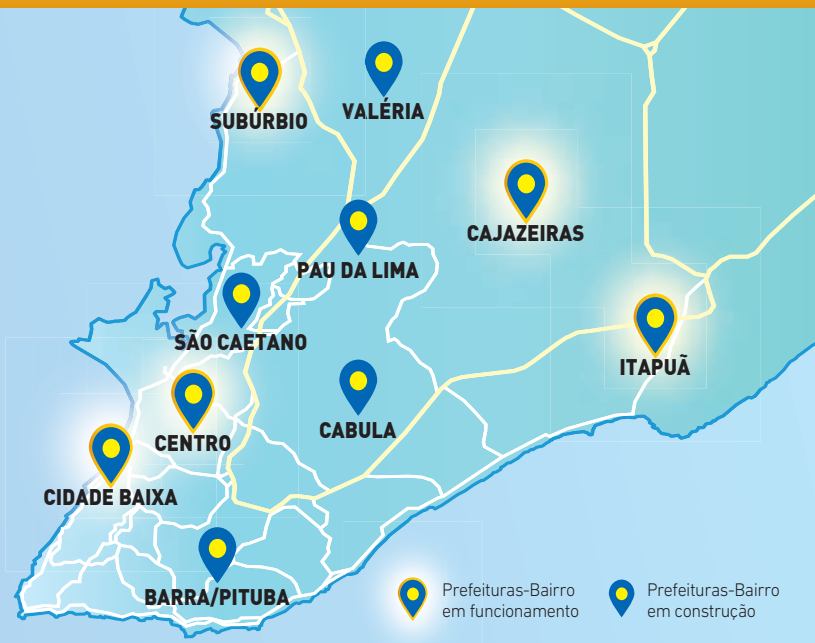 SUBÚRBIO
VALÉRIA
CAJAZEIRAS
PAU DA LIMA
SÃO CAETANO
ITAPUÃ
CENTRO
CABULA
CIDADE BAIXA
BARRA/PITUBA
Prefeituras-Bairro
em funcionamento
Prefeituras-Bairro
em construção